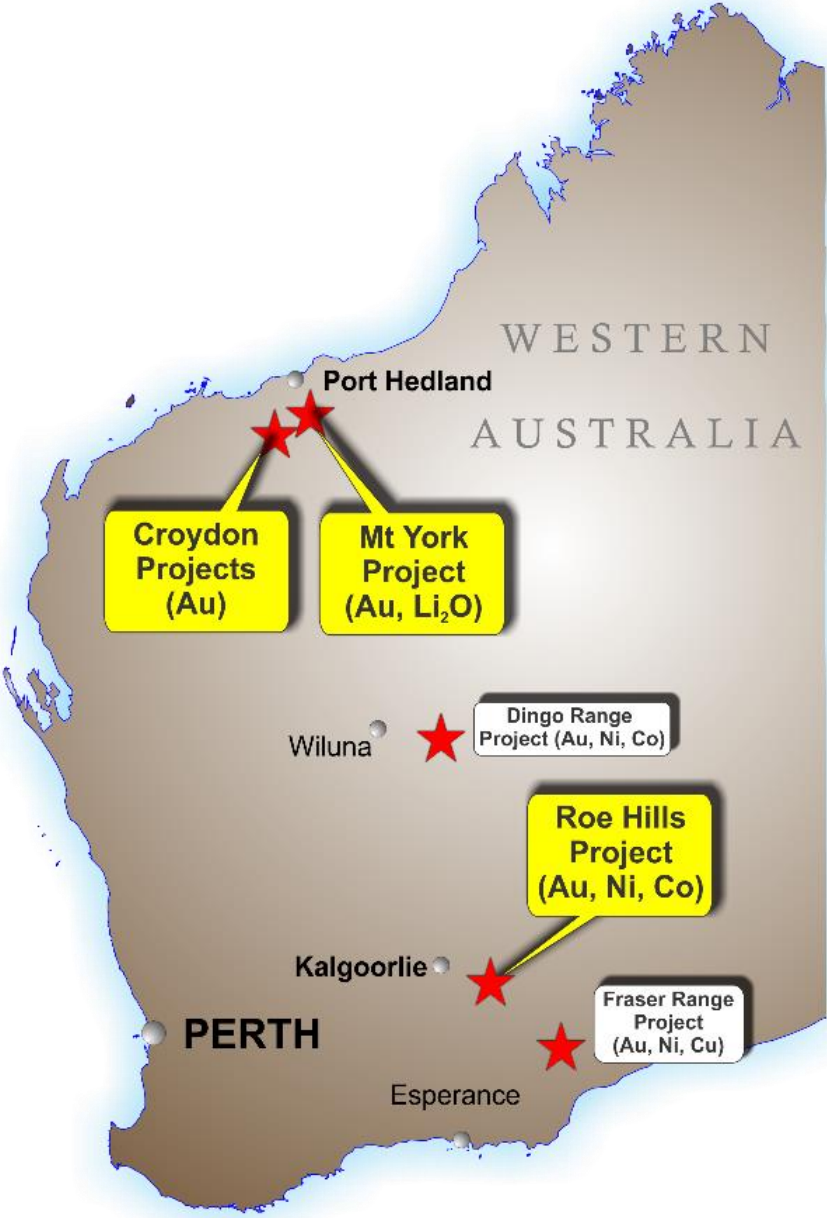 WESTERN
AUSTRALIA
Port Hedland
Croydon
Projects
(Au)
Mt York
Project
(Au, Li₂O)
Wiluna
Dingo Range
Project (Au, Ni, Co)
Roe Hills
Project
(Au, Ni, Co)
Kalgoorlie
PERTH
Fraser Range
Project
(Au, Ni, Cu)
Esperance